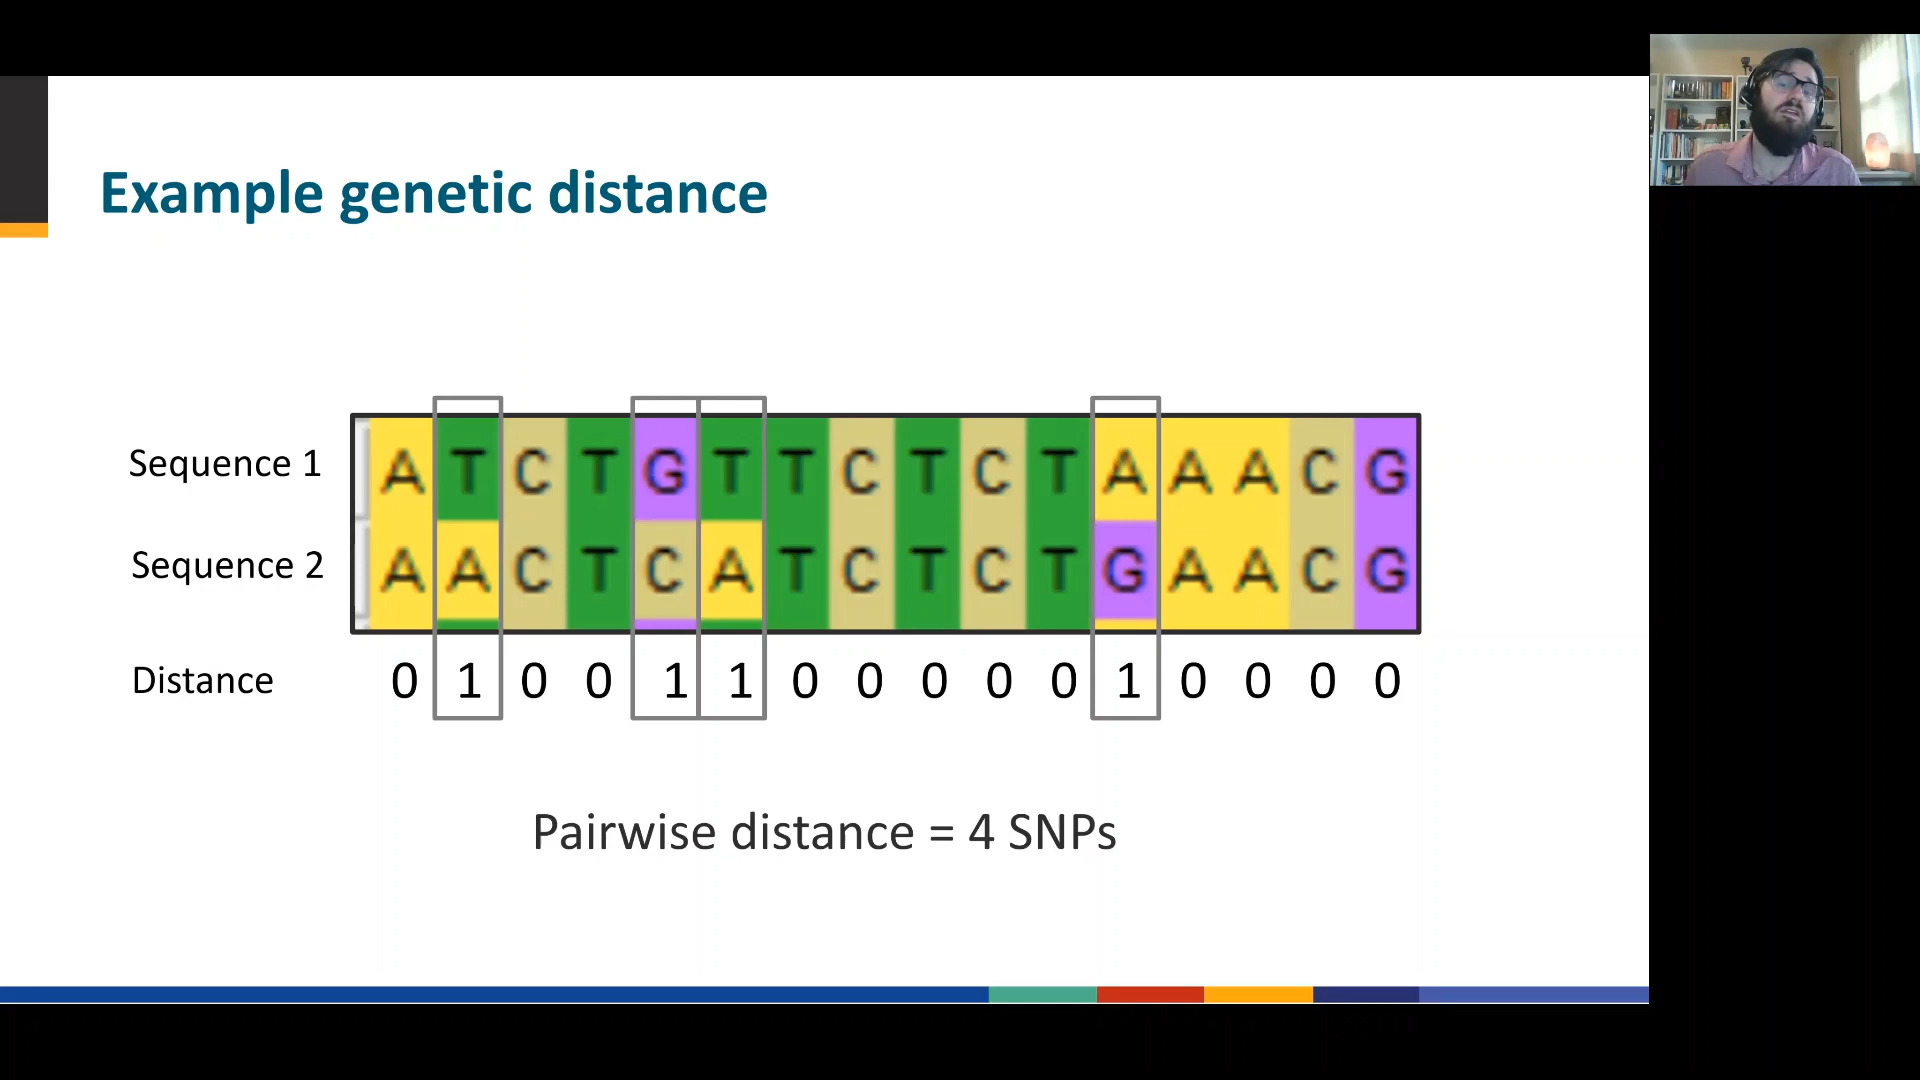 Example genetic distance
Sequence 1 A T C T G T T C T C T A A A C G
Sequence 2 A A C T C A T C T C T G A A C G
Distance 0 1 0 0 1 1 0 0 0 0 0 1 0 0 0 0
Pairwise distance = 4 SNPs